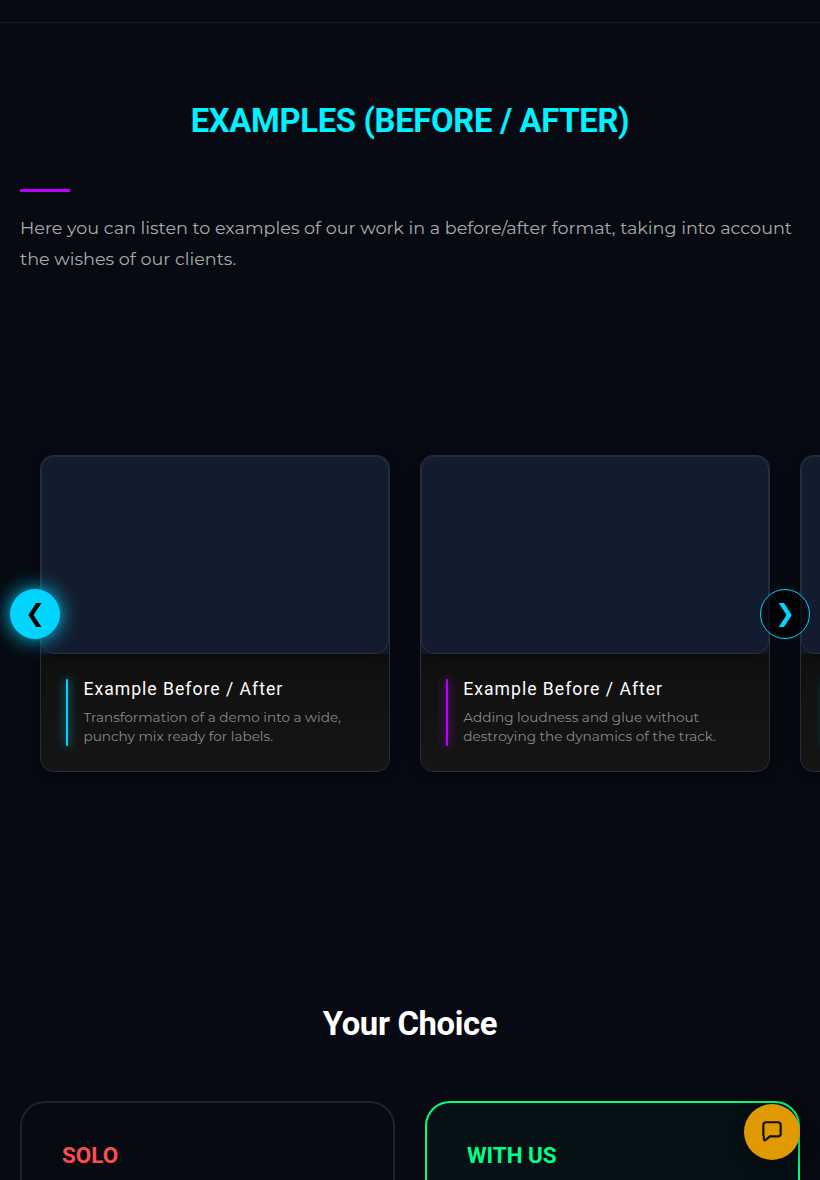 EXAMPLES (BEFORE / AFTER)
Here you can listen to examples of our work in a before/after format, taking into account
the wishes of our clients.
Example Before / After
Transformation of a demo into a wide,
punchy mix ready for labels.
Example Before / After
Adding loudness and glue without
destroying the dynamics of the track.
Your Choice
SOLO
WITH US